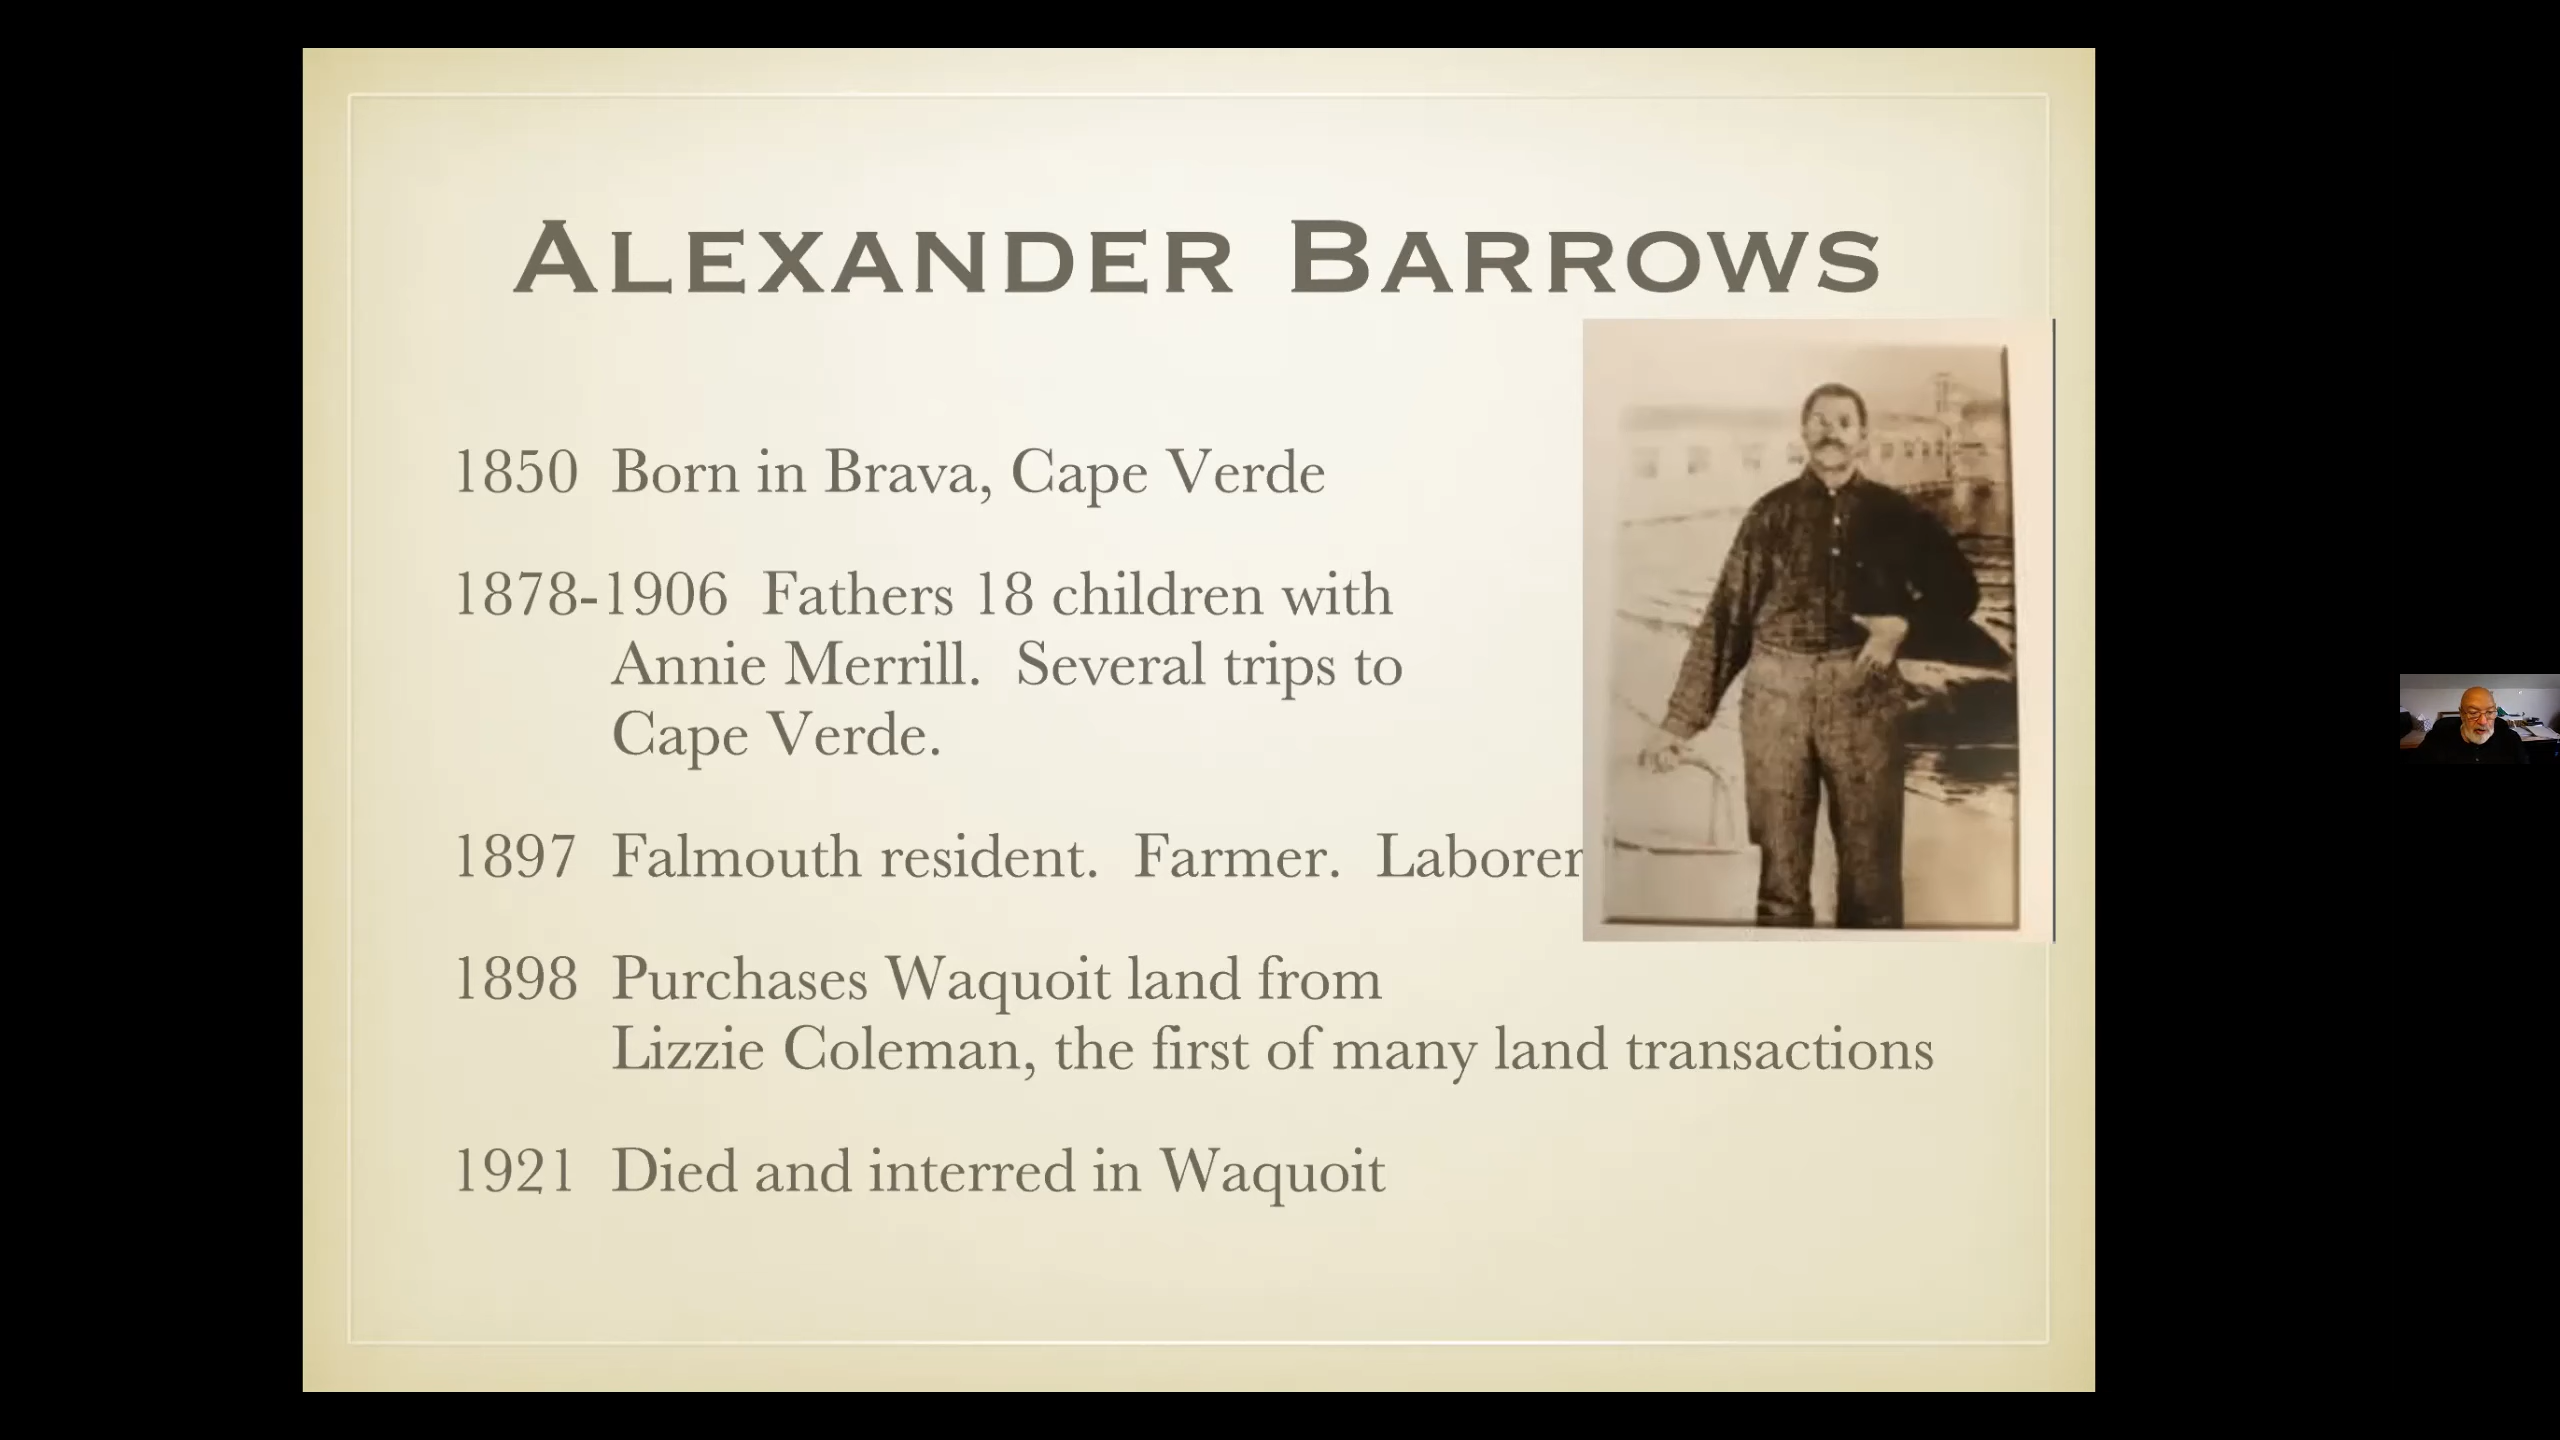 Alexander Barrows
1850 Born in Brava, Cape Verde
1878-1906 Fathers 18 children with
Annie Merrill. Several trips to
Cape Verde.
1897 Falmouth resident. Farmer. Laborer
1898 Purchases Waquoit land from
Lizzie Coleman, the first of many land transactions
1921 Died and interred in Waquoit